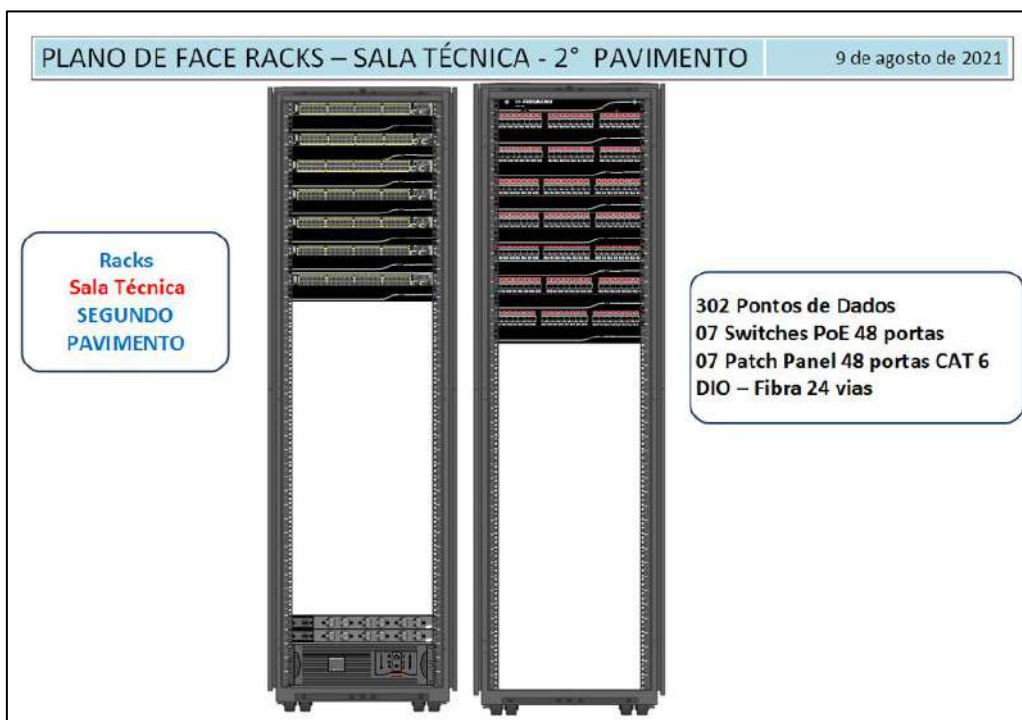 PLANO DE FACE RACKS – SALA TÉCNICA - 2° PAVIMENTO
9 de agosto de 2021
Racks
Sala Técnica
SEGUNDO
PAVIMENTO
302 Pontos de Dados
07 Switches PoE 48 portas
07 Patch Panel 48 portas CAT 6
DIO – Fibra 24 vias